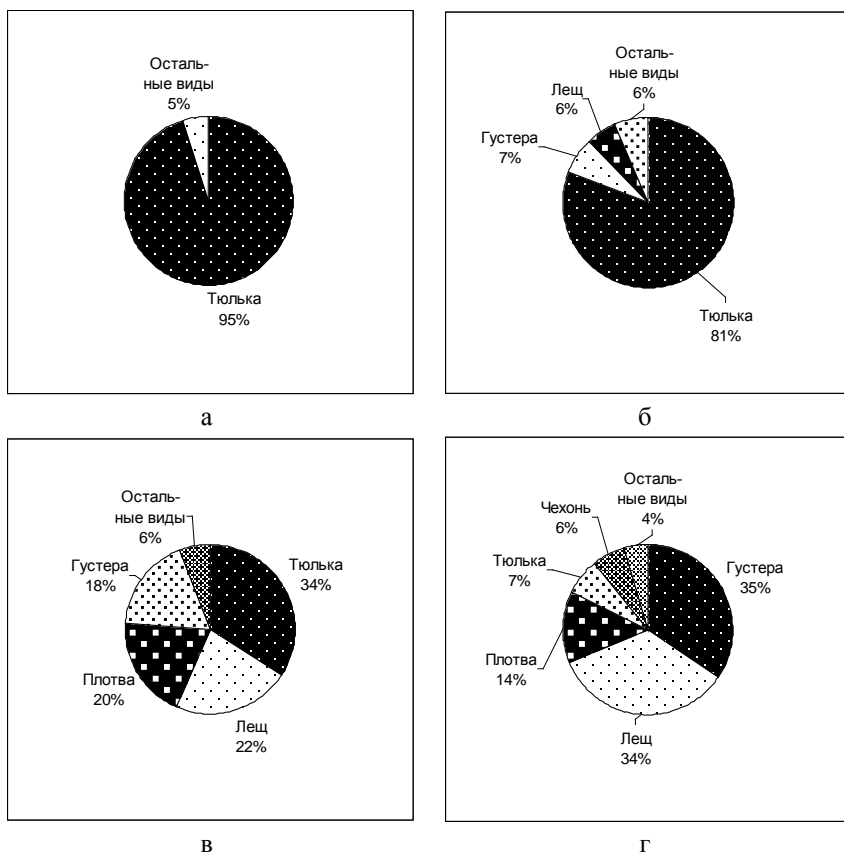 Осталь-
ные виды
5%
Тюлька
95%
а
Осталь-
ные виды
6%
Лещ
6%
Густера
7%
Тюлька
81%
б
Осталь-
ные виды
6%
Густера
18%
Тюлька
34%
Плотва
20%
Лещ
22%
в
Осталь-
ные виды
4%
Чехонь
6%
Тюлька
7%
Густера
35%
Плотва
14%
Лещ
34%
г